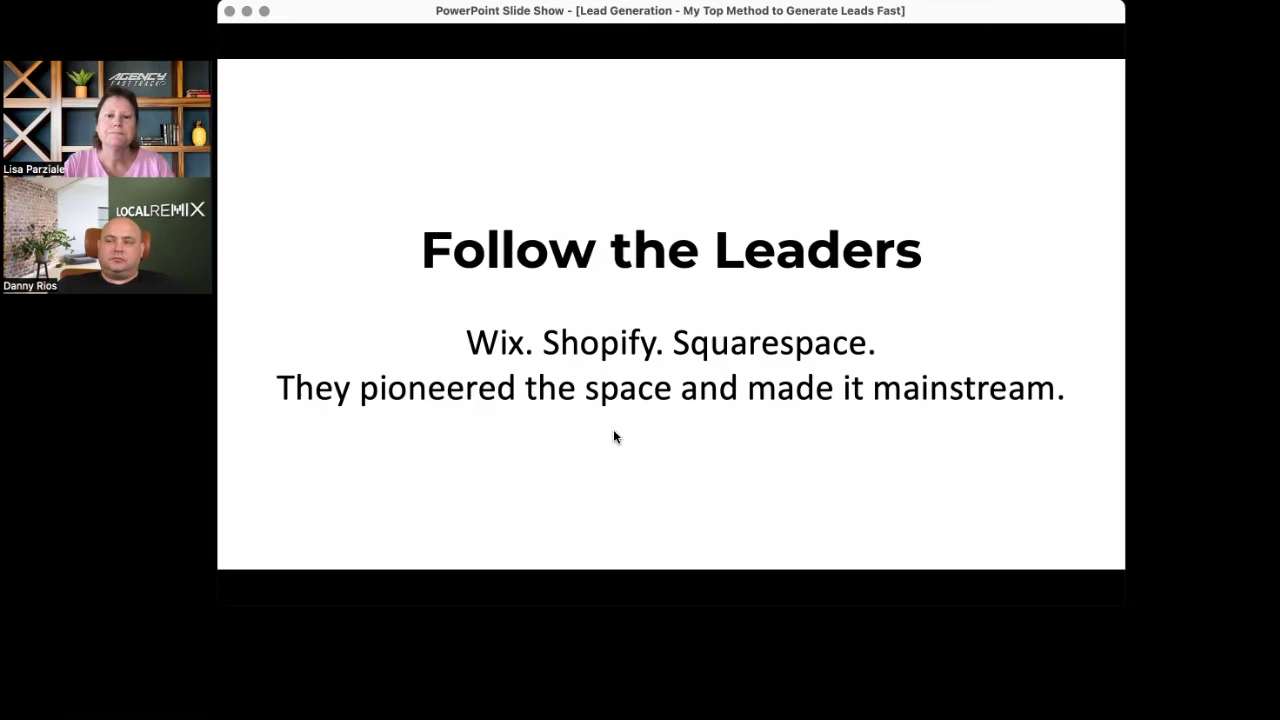 PowerPoint Slide Show - [Lead Generation - My Top Method to Generate Leads Fast]
AGENCY
FASTTRACK
Lisa Parziale
LOCALREMIX
Danny Rios
Follow the Leaders
Wix. Shopify. Squarespace.
They pioneered the space and made it mainstream.